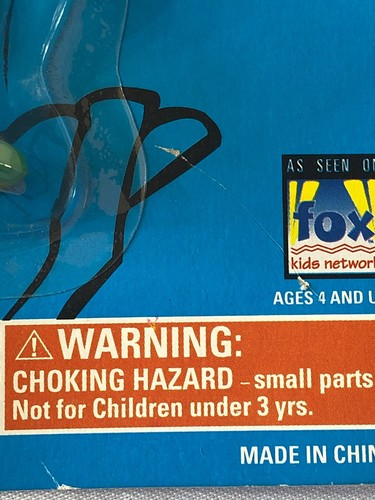 AS SEEN ON
fox
kids network
AGES 4 AND U
WARNING:
CHOKING HAZARD – small parts
Not for Children under 3 yrs.
MADE IN CHIN